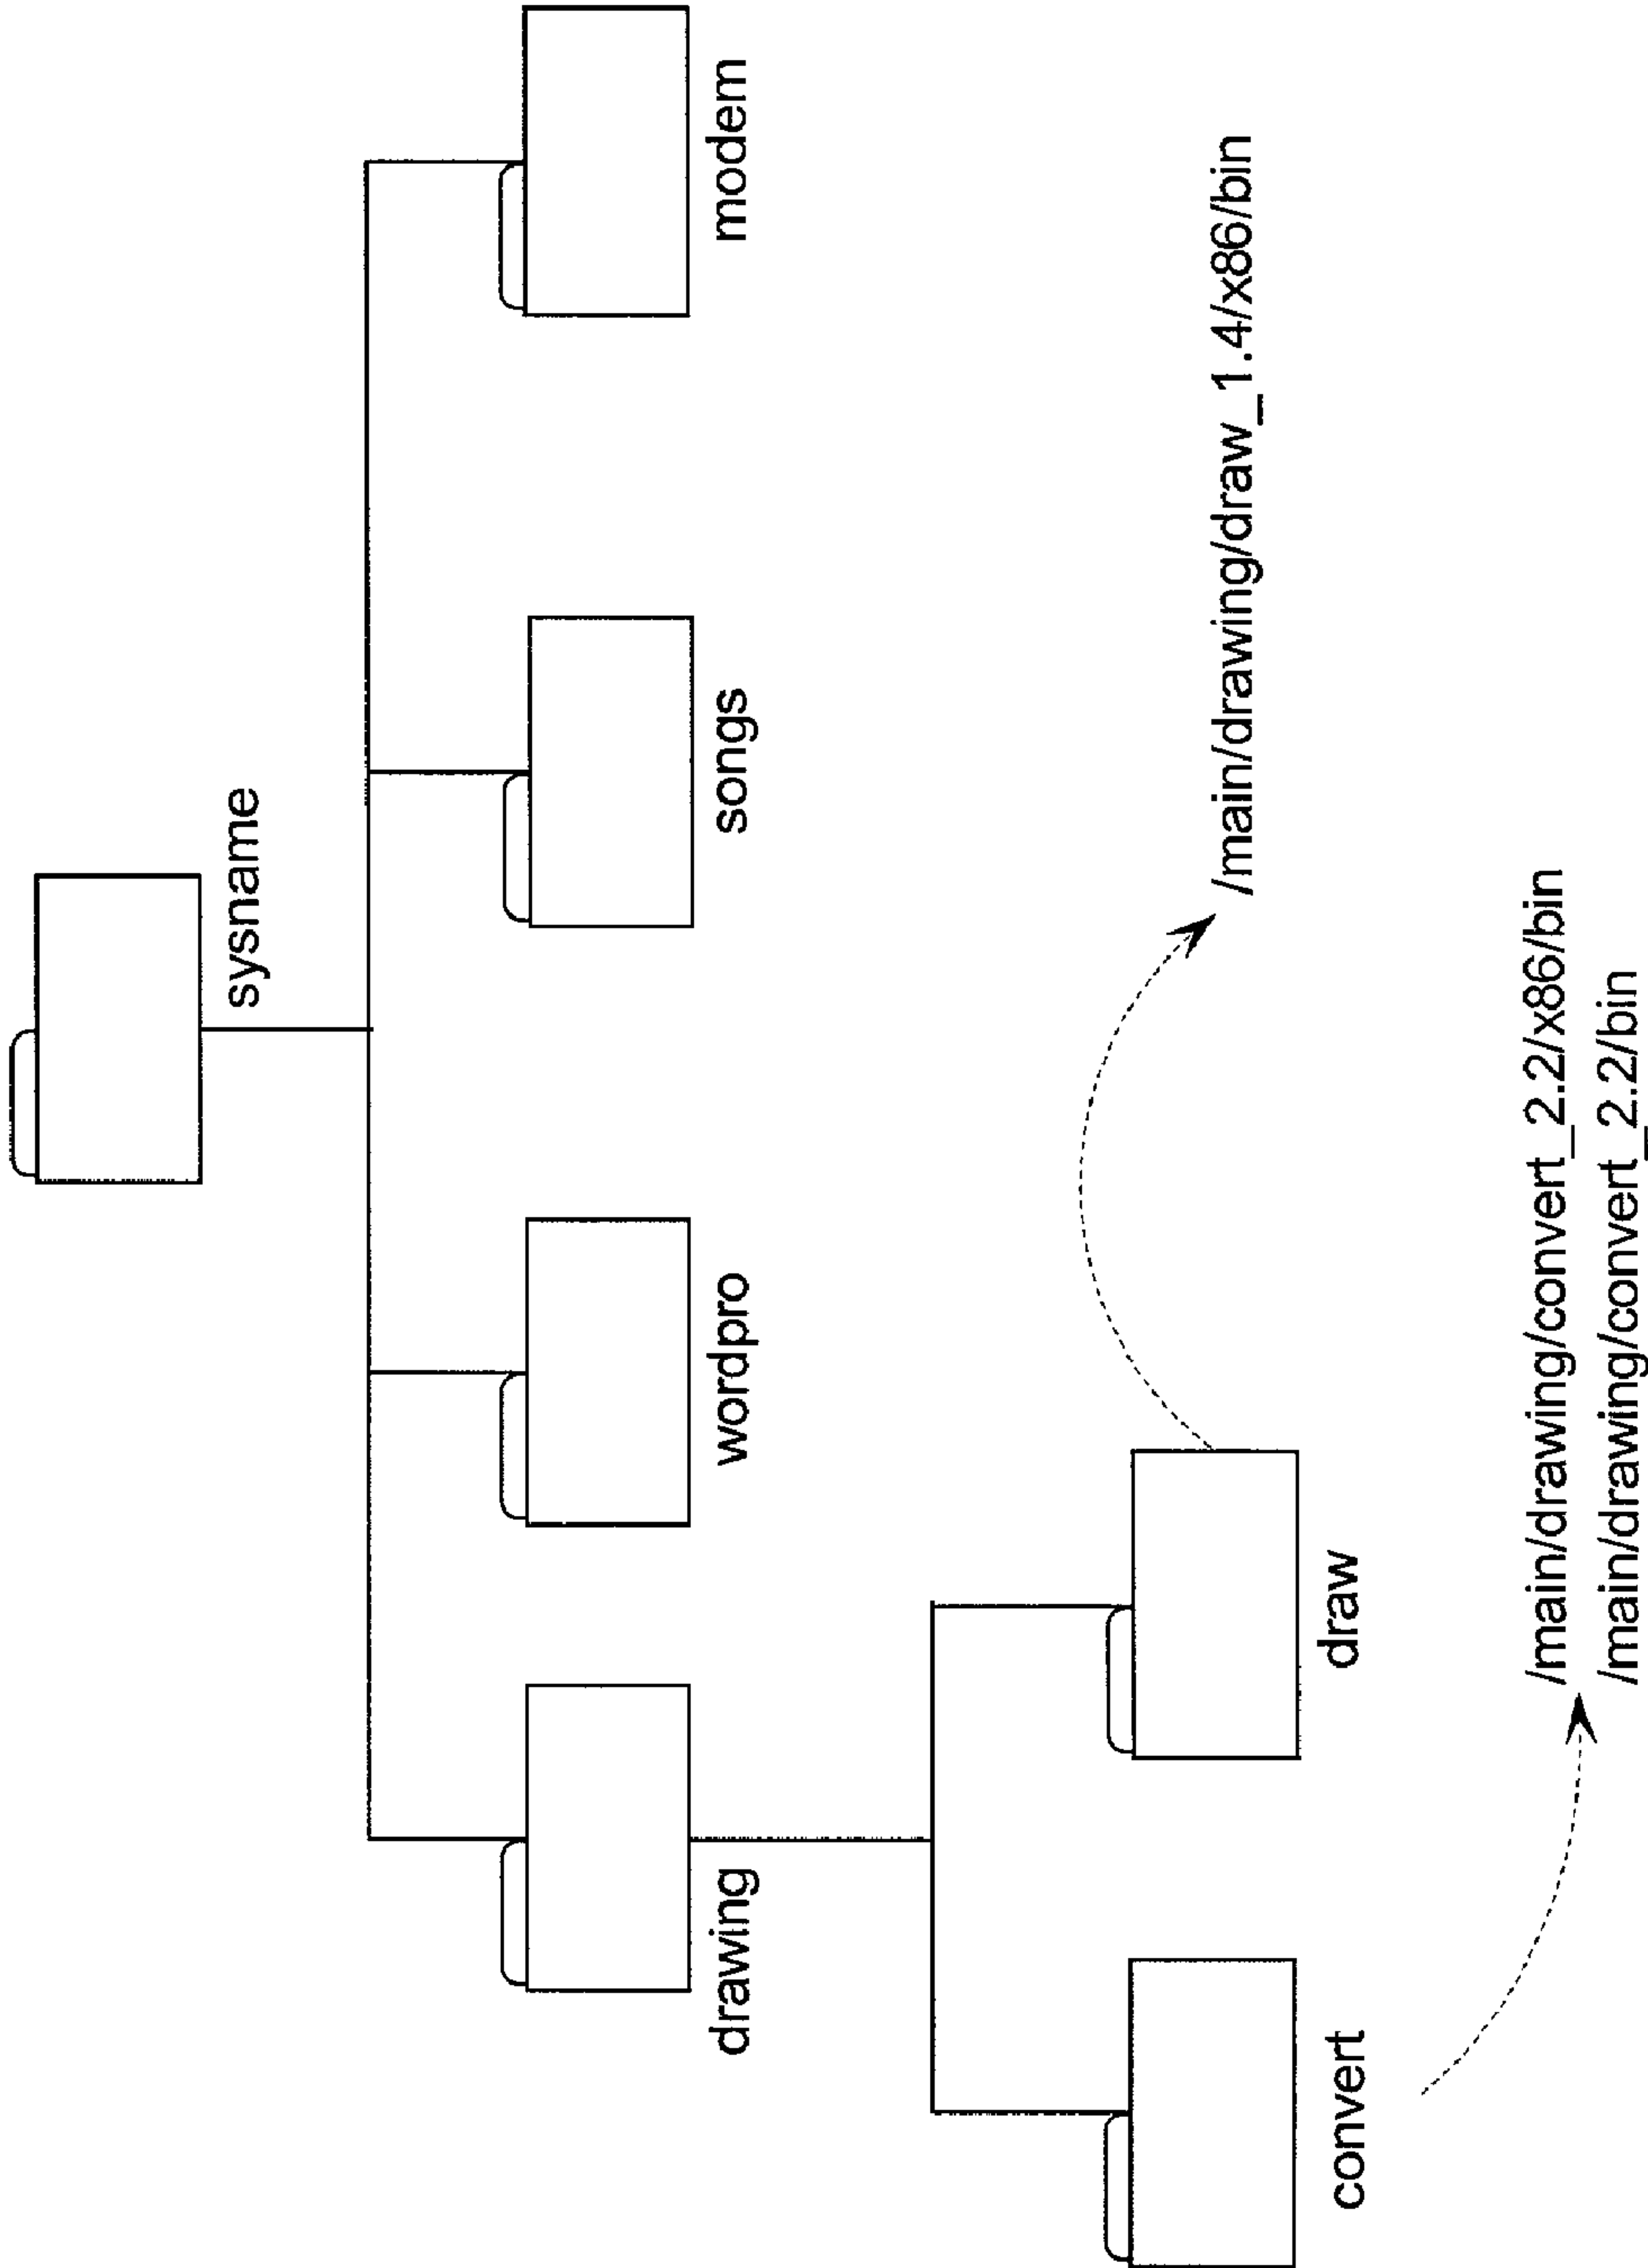 sysname
drawing
wordpro
songs
modem
convert
draw
/main/drawing/draw_1.4/x86/bin
/main/drawing/convert_2.2/x86/bin
/main/drawing/convert_2.2/bin